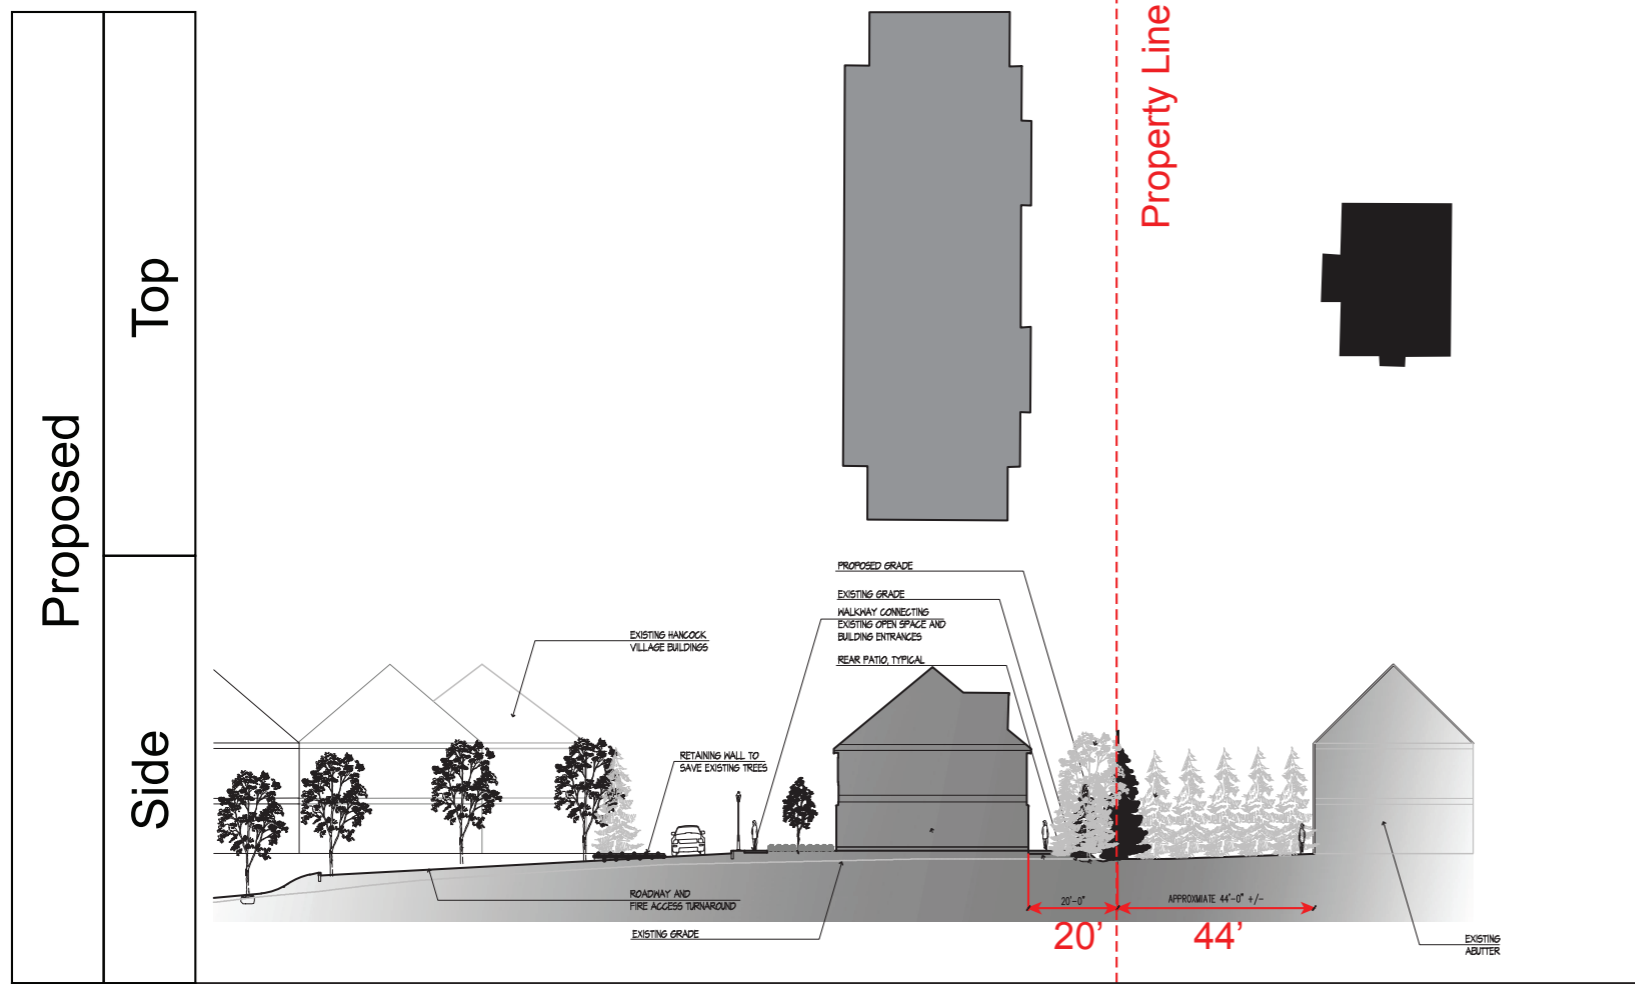 Proposed
Top
Side
Property Line
PROPOSED GRADE
EXISTING GRADE
WALKWAY CONNECTING
EXISTING OPEN SPACE AND
BUILDING ENTRANCES
REAR PATIO, TYPICAL
EXISTING HANCOCK
VILLAGE BUILDINGS
RETAINING WALL TO
SAVE EXISTING TREES
ROADWAY AND
FIRE ACCESS TURNAROUND
EXISTING GRADE
20'-0"
APPROXMIATE 44'-0" +/-
20'
44'
EXISTING
ABUTTER